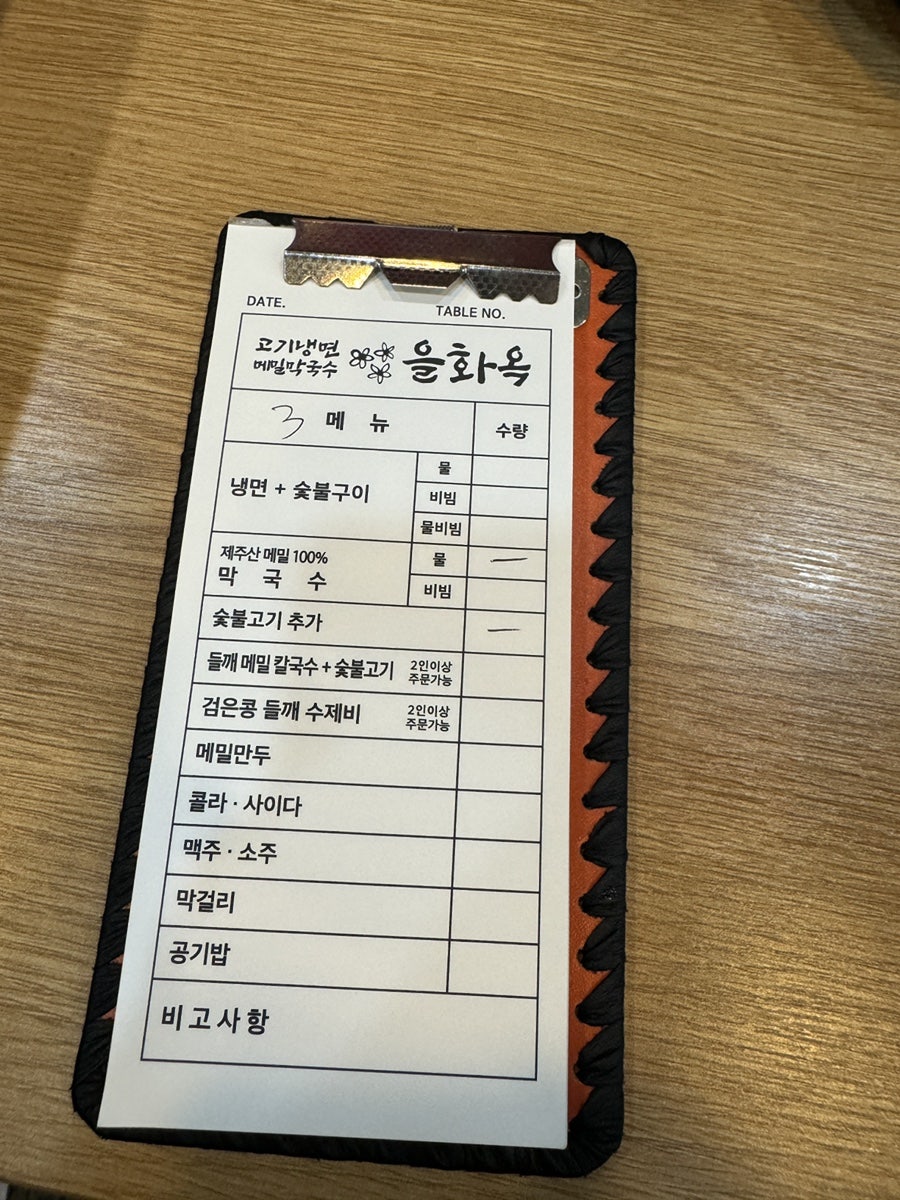 DATE. TABLE NO.
고기냉면
메밀막국수
을화옥
3 메 뉴 수량
냉면 + 숯불구이
물
비빔
물비빔
제주산 메밀 100%
막 국 수
물 —
비빔
숯불고기 추가 —
들깨 메밀 칼국수 + 숯불고기 2인이상
주문가능
검은콩 들깨 수제비 2인이상
주문가능
메밀만두
콜라 · 사이다
맥주 · 소주
막걸리
공기밥
비 고 사 항